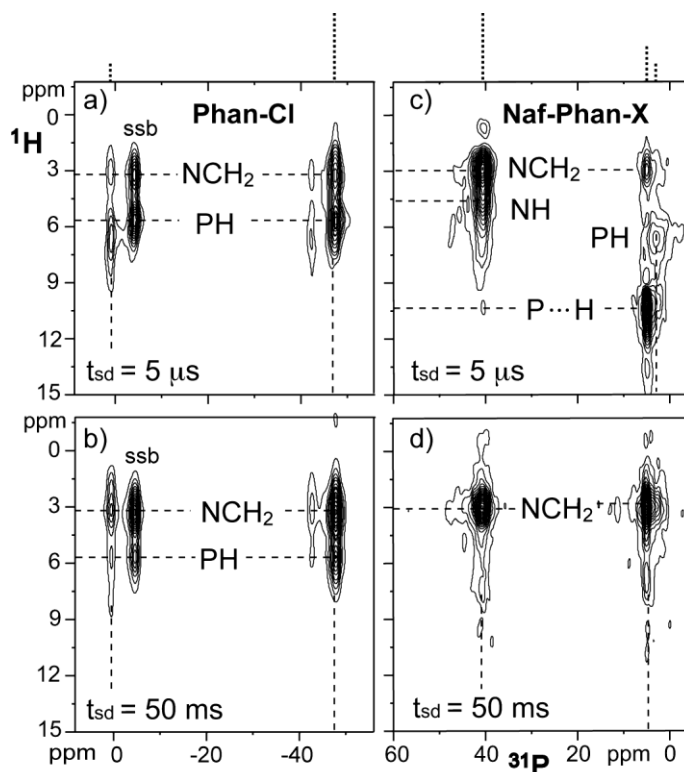 ppm
0
3
6
9
12
15
¹H
a) Phan-Cl
ssb
NCH₂
PH
tsd = 5 μs
c) Naf-Phan-X
NCH₂
NH
PH
P···H
tsd = 5 μs
ppm
0
3
6
9
12
15
b)
ssb
NCH₂
PH
tsd = 50 ms
d)
NCH₂
tsd = 50 ms
ppm 0 -20 -40 60 40 20 ppm 0
³¹P